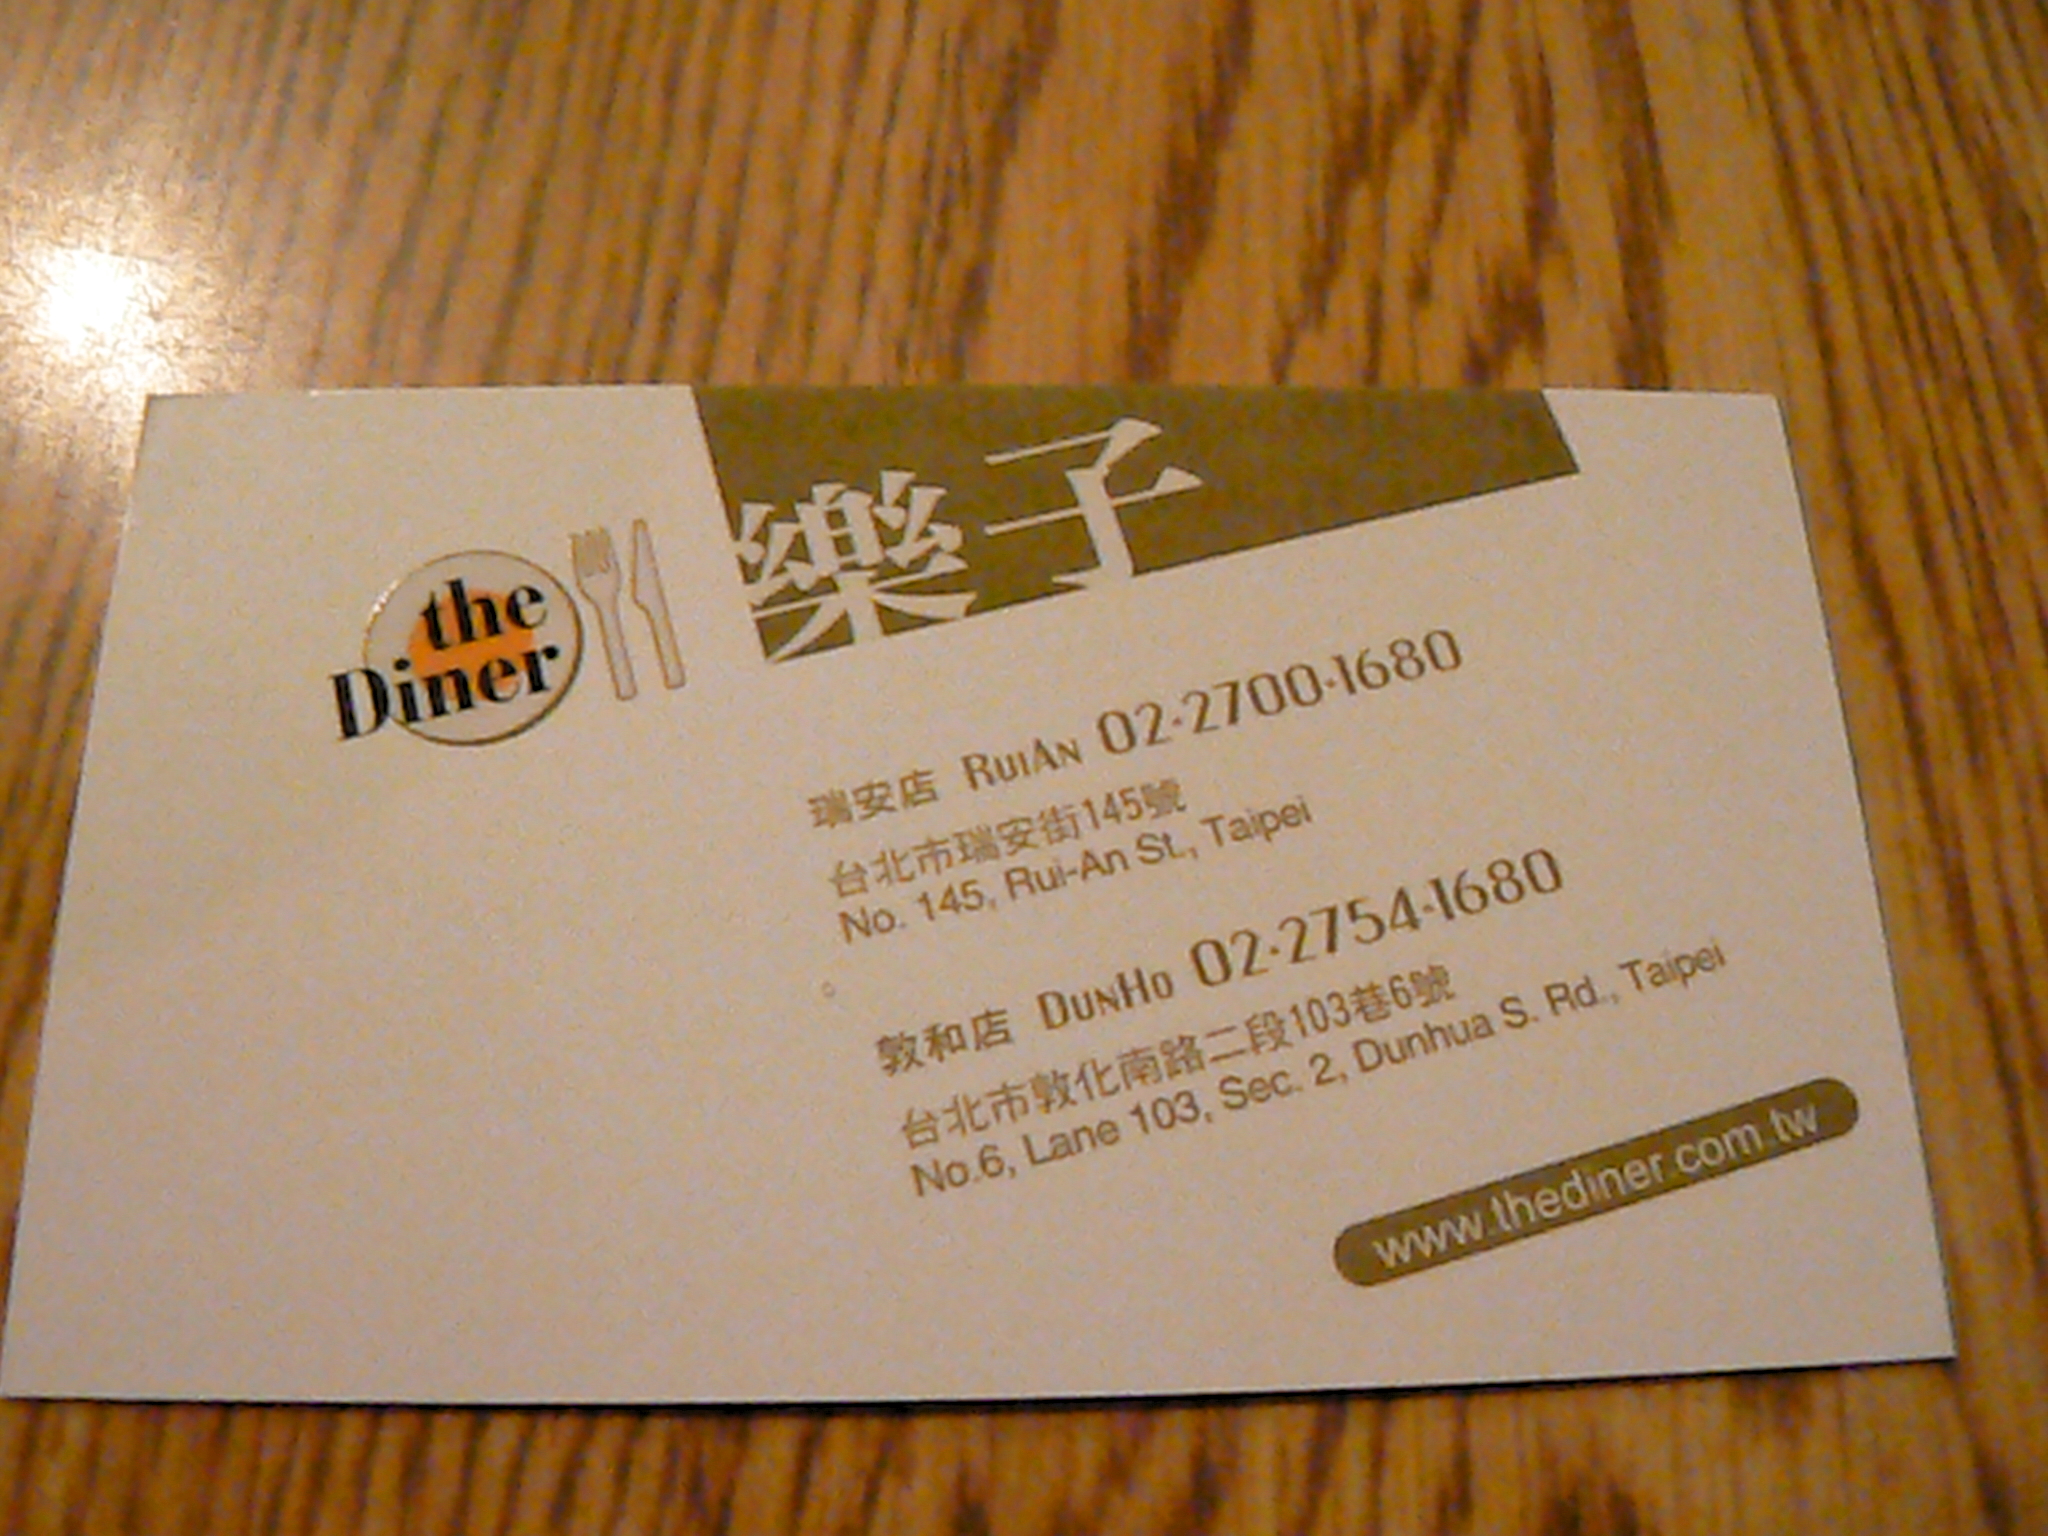 the
Diner
樂子
瑞安店 RuiAn 02·2700·1680
台北市瑞安街145號
No. 145, Rui-An St., Taipei
敦和店 DunHo 02·2754·1680
台北市敦化南路二段103巷6號
No.6, Lane 103, Sec. 2, Dunhua S. Rd., Taipei
www.thediner.com.tw